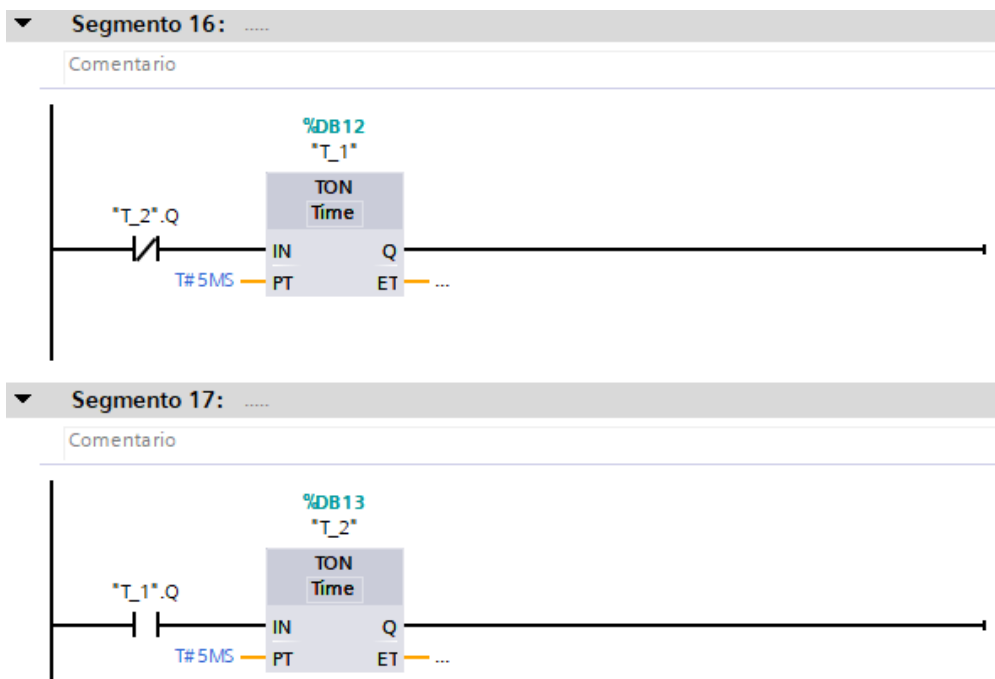 Segmento 16: .....
Comentario
%DB12
"T_1"
TON
Time
"T_2".Q
IN Q
T#5MS PT ET ...
Segmento 17: .....
Comentario
%DB13
"T_2"
TON
Time
"T_1".Q
IN Q
T#5MS PT ET ...